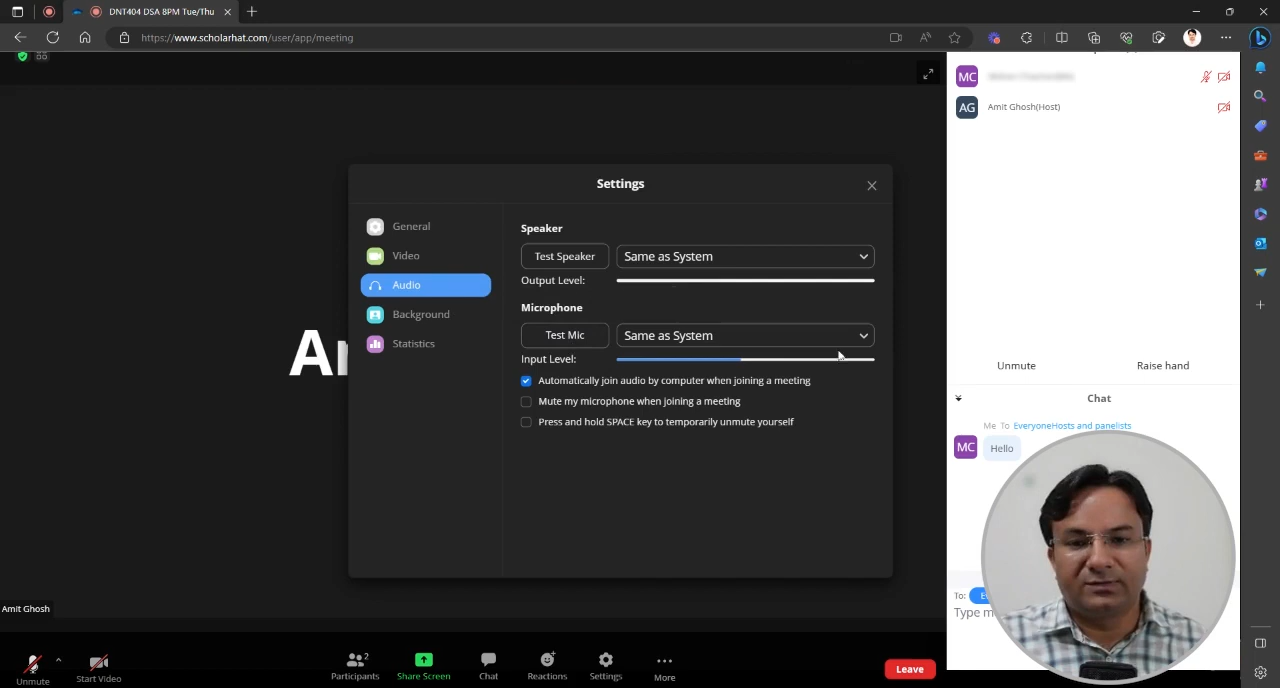 DNT404 DSA 8PM Tue/Thu
https://www.scholarhat.com/user/app/meeting
MC
AG Amit Ghosh(Host)
Settings
General
Video
Audio
Background
Statistics
Speaker
Test Speaker Same as System
Output Level:
Microphone
Test Mic Same as System
Input Level:
Automatically join audio by computer when joining a meeting
Mute my microphone when joining a meeting
Press and hold SPACE key to temporarily unmute yourself
Unmute Raise hand
Chat
Me To EveryoneHosts and panelists
MC Hello
To:
Type
Amit Ghosh
Unmute
Start Video
Participants 2
Share Screen
Chat
Reactions
Settings
More
Leave